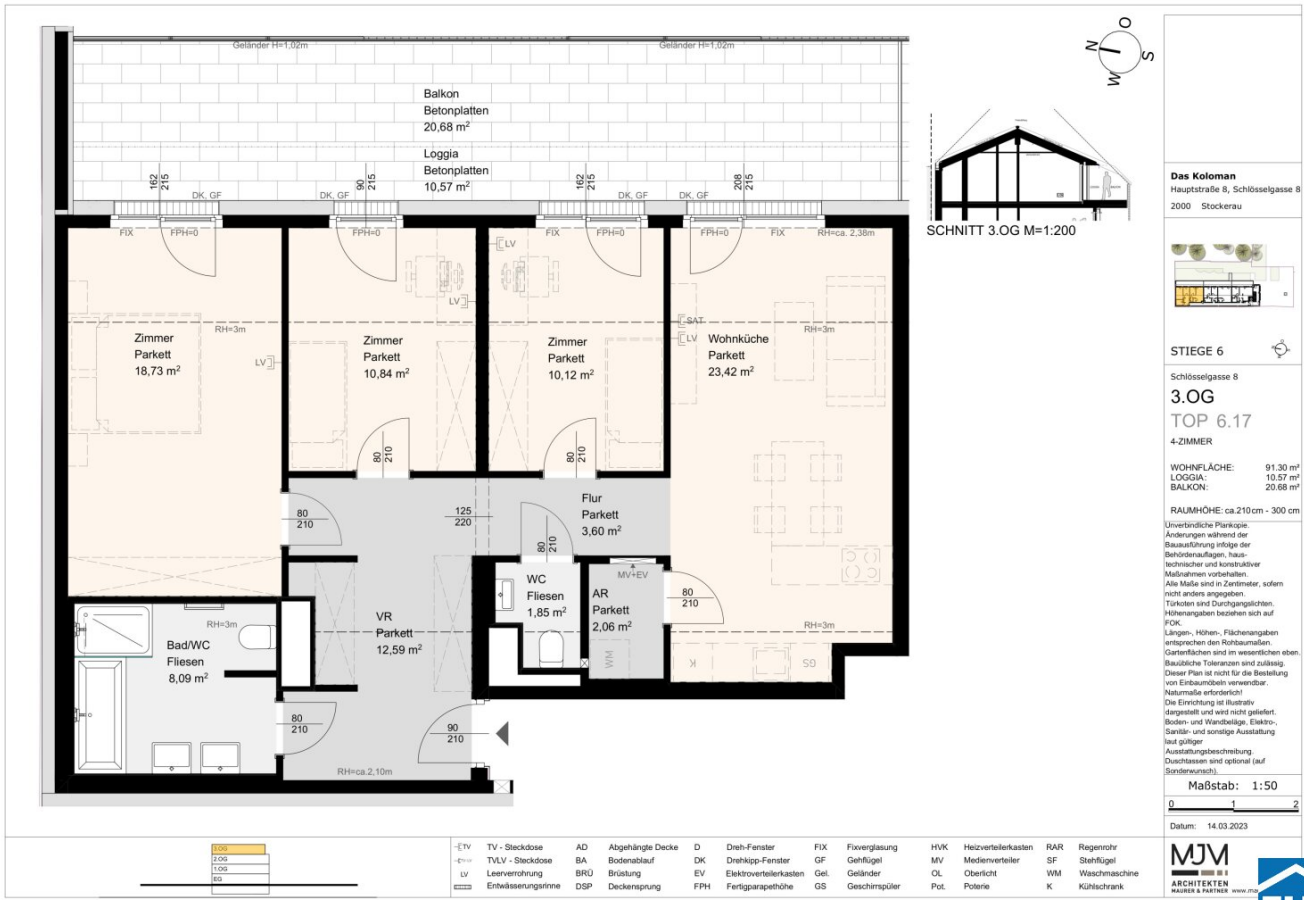 Geländer H=1,02m
Geländer H=1,02m
Balkon
Betonplatten
20,68 m²
Loggia
Betonplatten
10,57 m²
162
215
90
215
162
215
208
215
DK, GF
DK, GF
DK, GF
DK, GF
FIX
FPH=0
FPH=0
FIX
FPH=0
FPH=0
FIX
RH=ca. 2,38m
LV
LV
SAT
LV
LV
RH=3m
RH=3m
Zimmer
Parkett
18,73 m²
Zimmer
Parkett
10,84 m²
Zimmer
Parkett
10,12 m²
Wohnküche
Parkett
23,42 m²
80
210
80
210
80
210
125
220
Flur
Parkett
3,60 m²
80
210
MV+EV
WC
Fliesen
1,85 m²
AR
Parkett
2,06 m²
WM
80
210
RH=3m
K
GS
VR
Parkett
12,59 m²
RH=3m
Bad/WC
Fliesen
8,09 m²
80
210
90
210
RH=ca.2,10m
N
O
S
W
SCHNITT 3.OG M=1:200
Das Koloman
Hauptstraße 8, Schlösselgasse 8
2000 Stockerau
STIEGE 6
Schlösselgasse 8
3.OG
TOP 6.17
4-ZIMMER
WOHNFLÄCHE: 91.30 m²
LOGGIA: 10.57 m²
BALKON: 20.68 m²
RAUMHÖHE: ca.210cm - 300 cm
Unverbindliche Plankopie.
Änderungen während der
Bauausführung infolge der
Behördenauflagen, haus-
technischer und konstruktiver
Maßnahmen vorbehalten.
Alle Maße sind in Zentimeter, sofern
nicht anders angegeben.
Türkoten sind Durchgangslichten.
Höhenangaben beziehen sich auf
FOK.
Längen-, Höhen-, Flächenangaben
entsprechen den Rohbaumaßen.
Gartenflächen sind im wesentlichen eben.
Bauübliche Toleranzen sind zulässig.
Dieser Plan ist nicht für die Bestellung
von Einbaumöbeln verwendbar.
Naturmaße erforderlich!
Die Einrichtung ist illustrativ
dargestellt und wird nicht geliefert.
Boden- und Wandbeläge, Elektro-,
Sanitär- und sonstige Ausstattung
laut gültiger
Ausstattungsbeschreibung.
Duschtassen sind optional (auf
Sonderwunsch).
Maßstab: 1:50
0 1 2
Datum: 14.03.2023
MJM
ARCHITEKTEN
MAURER & PARTNER www.ma
3.OG
2.OG
1.OG
EG
TV TV - Steckdose AD Abgehängte Decke D Dreh-Fenster FIX Fixverglasung HVK Heizverteilerkasten RAR Regenrohr
TVLV - Steckdose BA Bodenablauf DK Drehkipp-Fenster GF Gehflügel MV Medienverteiler SF Stehflügel
LV Leerverrohrung BRÜ Brüstung EV Elektroverteilerkasten Gel. Geländer OL Oberlicht WM Waschmaschine
Entwässerungsrinne DSP Deckensprung FPH Fertigparapethöhe GS Geschirrspüler Pot. Poterie K Kühlschrank